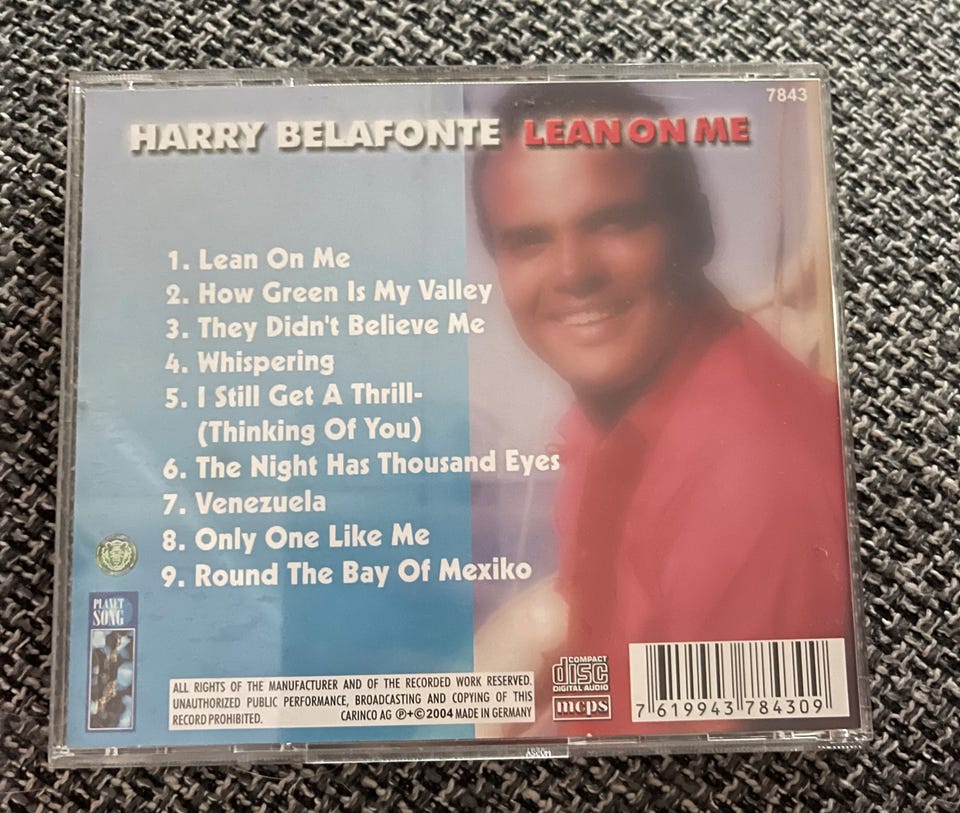 7843
HARRY BELAFONTE LEAN ON ME
1. Lean On Me
2. How Green Is My Valley
3. They Didn't Believe Me
4. Whispering
5. I Still Get A Thrill-
(Thinking Of You)
6. The Night Has Thousand Eyes
7. Venezuela
8. Only One Like Me
9. Round The Bay Of Mexiko
PLANET
SONG
ALL RIGHTS OF THE MANUFACTURER AND OF THE RECORDED WORK RESERVED.
UNAUTHORIZED PUBLIC PERFORMANCE, BROADCASTING AND COPYING OF THIS
RECORD PROHIBITED. CARINCO AG ℗+© 2004 MADE IN GERMANY
COMPACT
disc
DIGITAL AUDIO
mcps
7 619943 784309